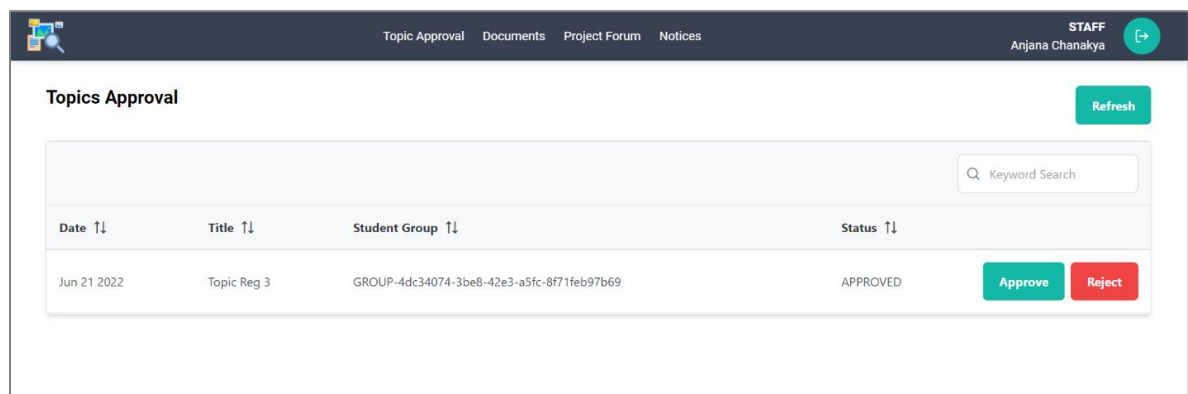 Topic Approval Documents Project Forum Notices
STAFF
Anjana Chanakya
Topics Approval
Refresh
Keyword Search
Date Title Student Group Status
Jun 21 2022 Topic Reg 3 GROUP-4dc34074-3be8-42e3-a5fc-8f71feb97b69 APPROVED Approve Reject